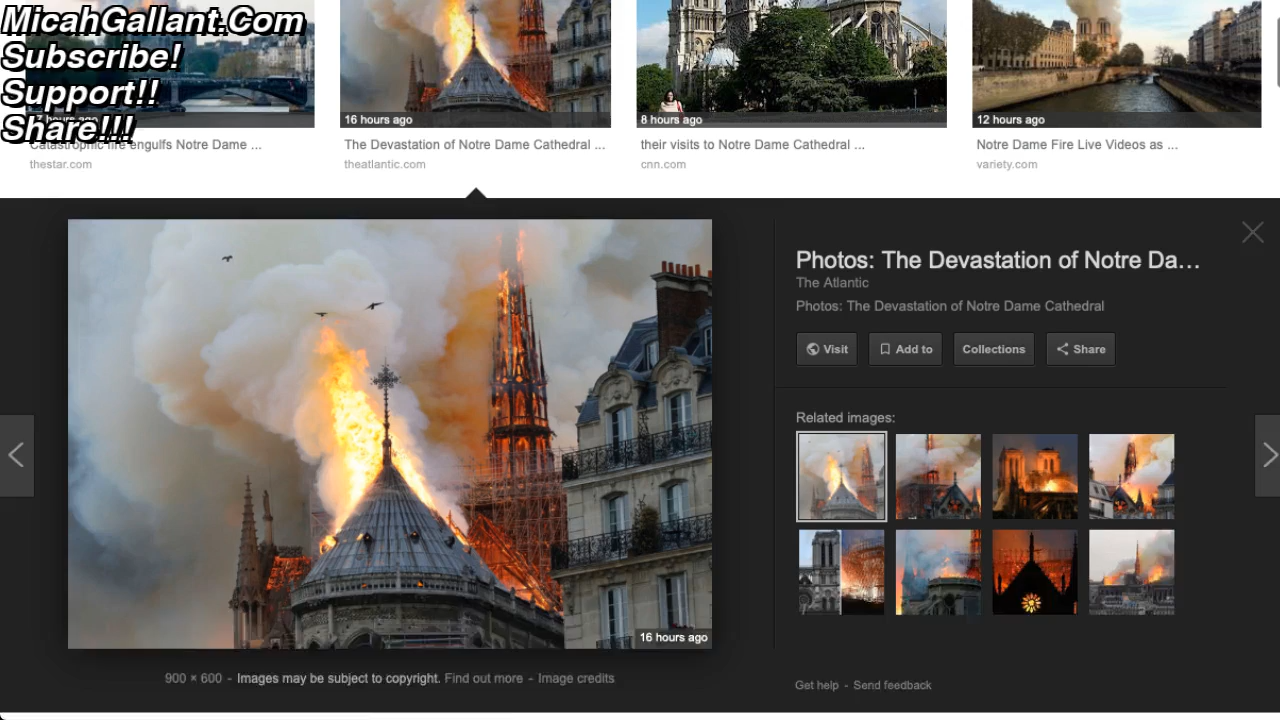 MicahGallant.Com
Subscribe!
Support!!
Share!!!
7 hours ago
16 hours ago
8 hours ago
12 hours ago
Catastrophic fire engulfs Notre Dame ...
The Devastation of Notre Dame Cathedral ...
their visits to Notre Dame Cathedral ...
Notre Dame Fire Live Videos as ...
thestar.com
theatlantic.com
cnn.com
variety.com
Photos: The Devastation of Notre Da...
The Atlantic
Photos: The Devastation of Notre Dame Cathedral
Visit
Add to
Collections
Share
Related images:
16 hours ago
900 × 600 - Images may be subject to copyright. Find out more - Image credits
Get help - Send feedback